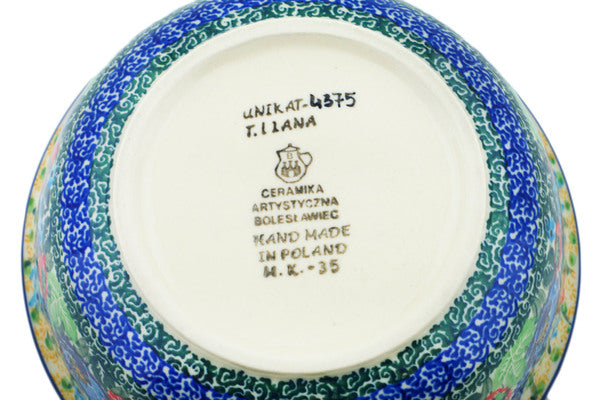 UNIKAT-4375
T. LIANA
B
CERAMIKA
ARTYSTYCZNA
BOLESŁAWIEC
HAND MADE
IN POLAND
M.K.-35